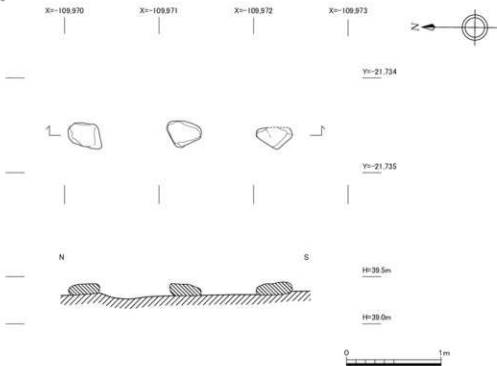 X=-109,970 X=-109,971 X=-109,972 X=-109,973
N
Y=-21,734
Y=-21,735
N S
H=39.5m
H=39.0m
0 1m